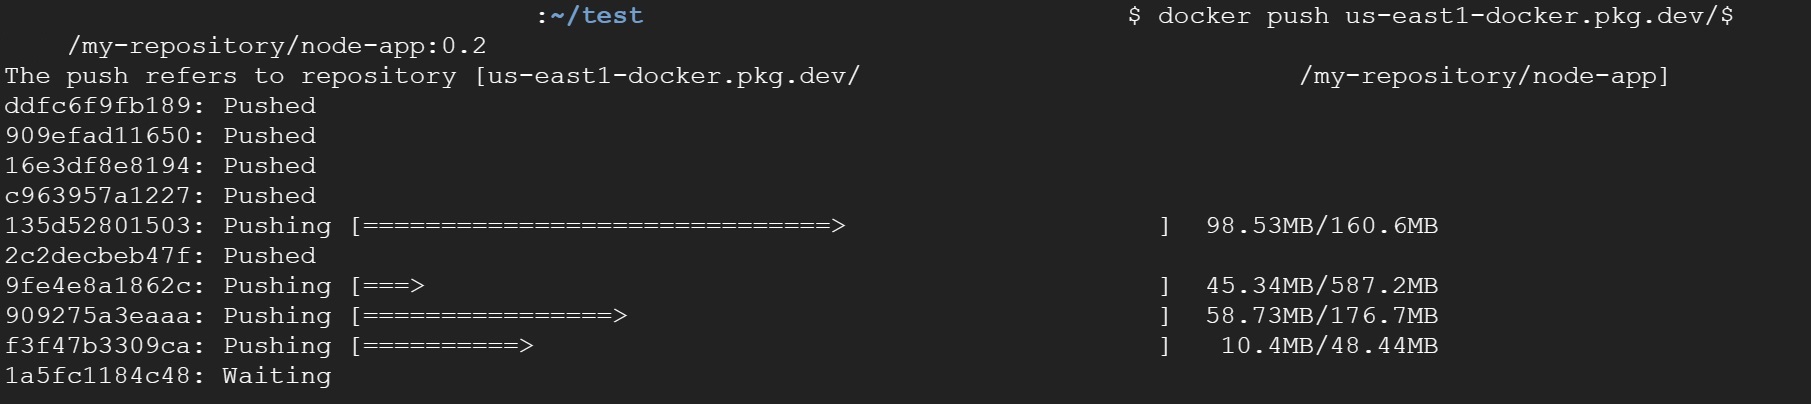 :~/test $ docker push us-east1-docker.pkg.dev/$
/my-repository/node-app:0.2
The push refers to repository [us-east1-docker.pkg.dev/ /my-repository/node-app]
ddfc6f9fb189: Pushed
909efad11650: Pushed
16e3df8e8194: Pushed
c963957a1227: Pushed
135d52801503: Pushing [==============================> ] 98.53MB/160.6MB
2c2decbeb47f: Pushed
9fe4e8a1862c: Pushing [===> ] 45.34MB/587.2MB
909275a3eaaa: Pushing [================> ] 58.73MB/176.7MB
f3f47b3309ca: Pushing [==========> ] 10.4MB/48.44MB
1a5fc1184c48: Waiting